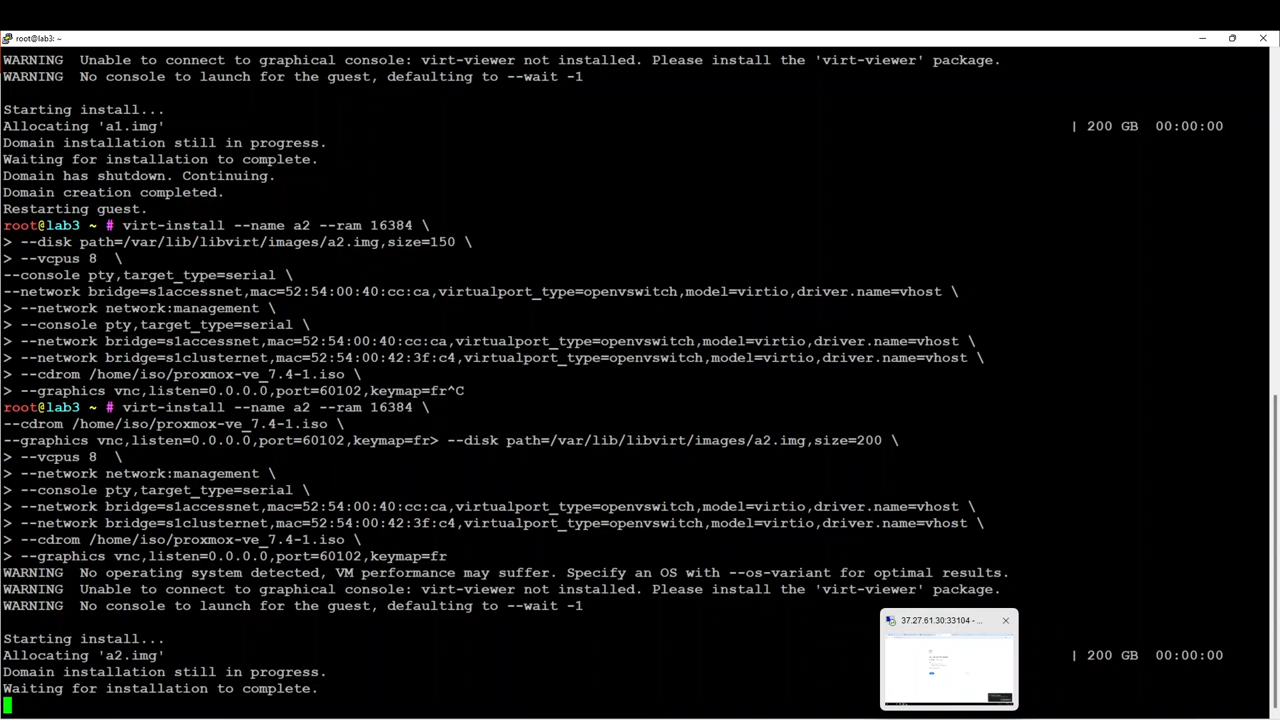 root@lab3: ~
WARNING  Unable to connect to graphical console: virt-viewer not installed. Please install the 'virt-viewer' package.
WARNING  No console to launch for the guest, defaulting to --wait -1
Starting install...
Allocating 'a1.img' | 200 GB  00:00:00
Domain installation still in progress.
Waiting for installation to complete.
Domain has shutdown. Continuing.
Domain creation completed.
Restarting guest.
root@lab3 ~ # virt-install --name a2 --ram 16384 \
> --disk path=/var/lib/libvirt/images/a2.img,size=150 \
> --vcpus 8  \
--console pty,target_type=serial \
--network bridge=s1accessnet,mac=52:54:00:40:cc:ca,virtualport_type=openvswitch,model=virtio,driver.name=vhost \
> --network network:management \
> --console pty,target_type=serial \
> --network bridge=s1accessnet,mac=52:54:00:40:cc:ca,virtualport_type=openvswitch,model=virtio,driver.name=vhost \
> --network bridge=s1clusternet,mac=52:54:00:42:3f:c4,virtualport_type=openvswitch,model=virtio,driver.name=vhost \
> --cdrom /home/iso/proxmox-ve_7.4-1.iso \
> --graphics vnc,listen=0.0.0.0,port=60102,keymap=fr^C
root@lab3 ~ # virt-install --name a2 --ram 16384 \
--cdrom /home/iso/proxmox-ve_7.4-1.iso \
--graphics vnc,listen=0.0.0.0,port=60102,keymap=fr> --disk path=/var/lib/libvirt/images/a2.img,size=200 \
> --vcpus 8  \
> --network network:management \
> --console pty,target_type=serial \
> --network bridge=s1accessnet,mac=52:54:00:40:cc:ca,virtualport_type=openvswitch,model=virtio,driver.name=vhost \
> --network bridge=s1clusternet,mac=52:54:00:42:3f:c4,virtualport_type=openvswitch,model=virtio,driver.name=vhost \
> --cdrom /home/iso/proxmox-ve_7.4-1.iso \
> --graphics vnc,listen=0.0.0.0,port=60102,keymap=fr
WARNING  No operating system detected, VM performance may suffer. Specify an OS with --os-variant for optimal results.
WARNING  Unable to connect to graphical console: virt-viewer not installed. Please install the 'virt-viewer' package.
WARNING  No console to launch for the guest, defaulting to --wait -1
37.27.61.30:33104 - ...
Starting install...
Allocating 'a2.img' | 200 GB  00:00:00
Domain installation still in progress.
Waiting for installation to complete.